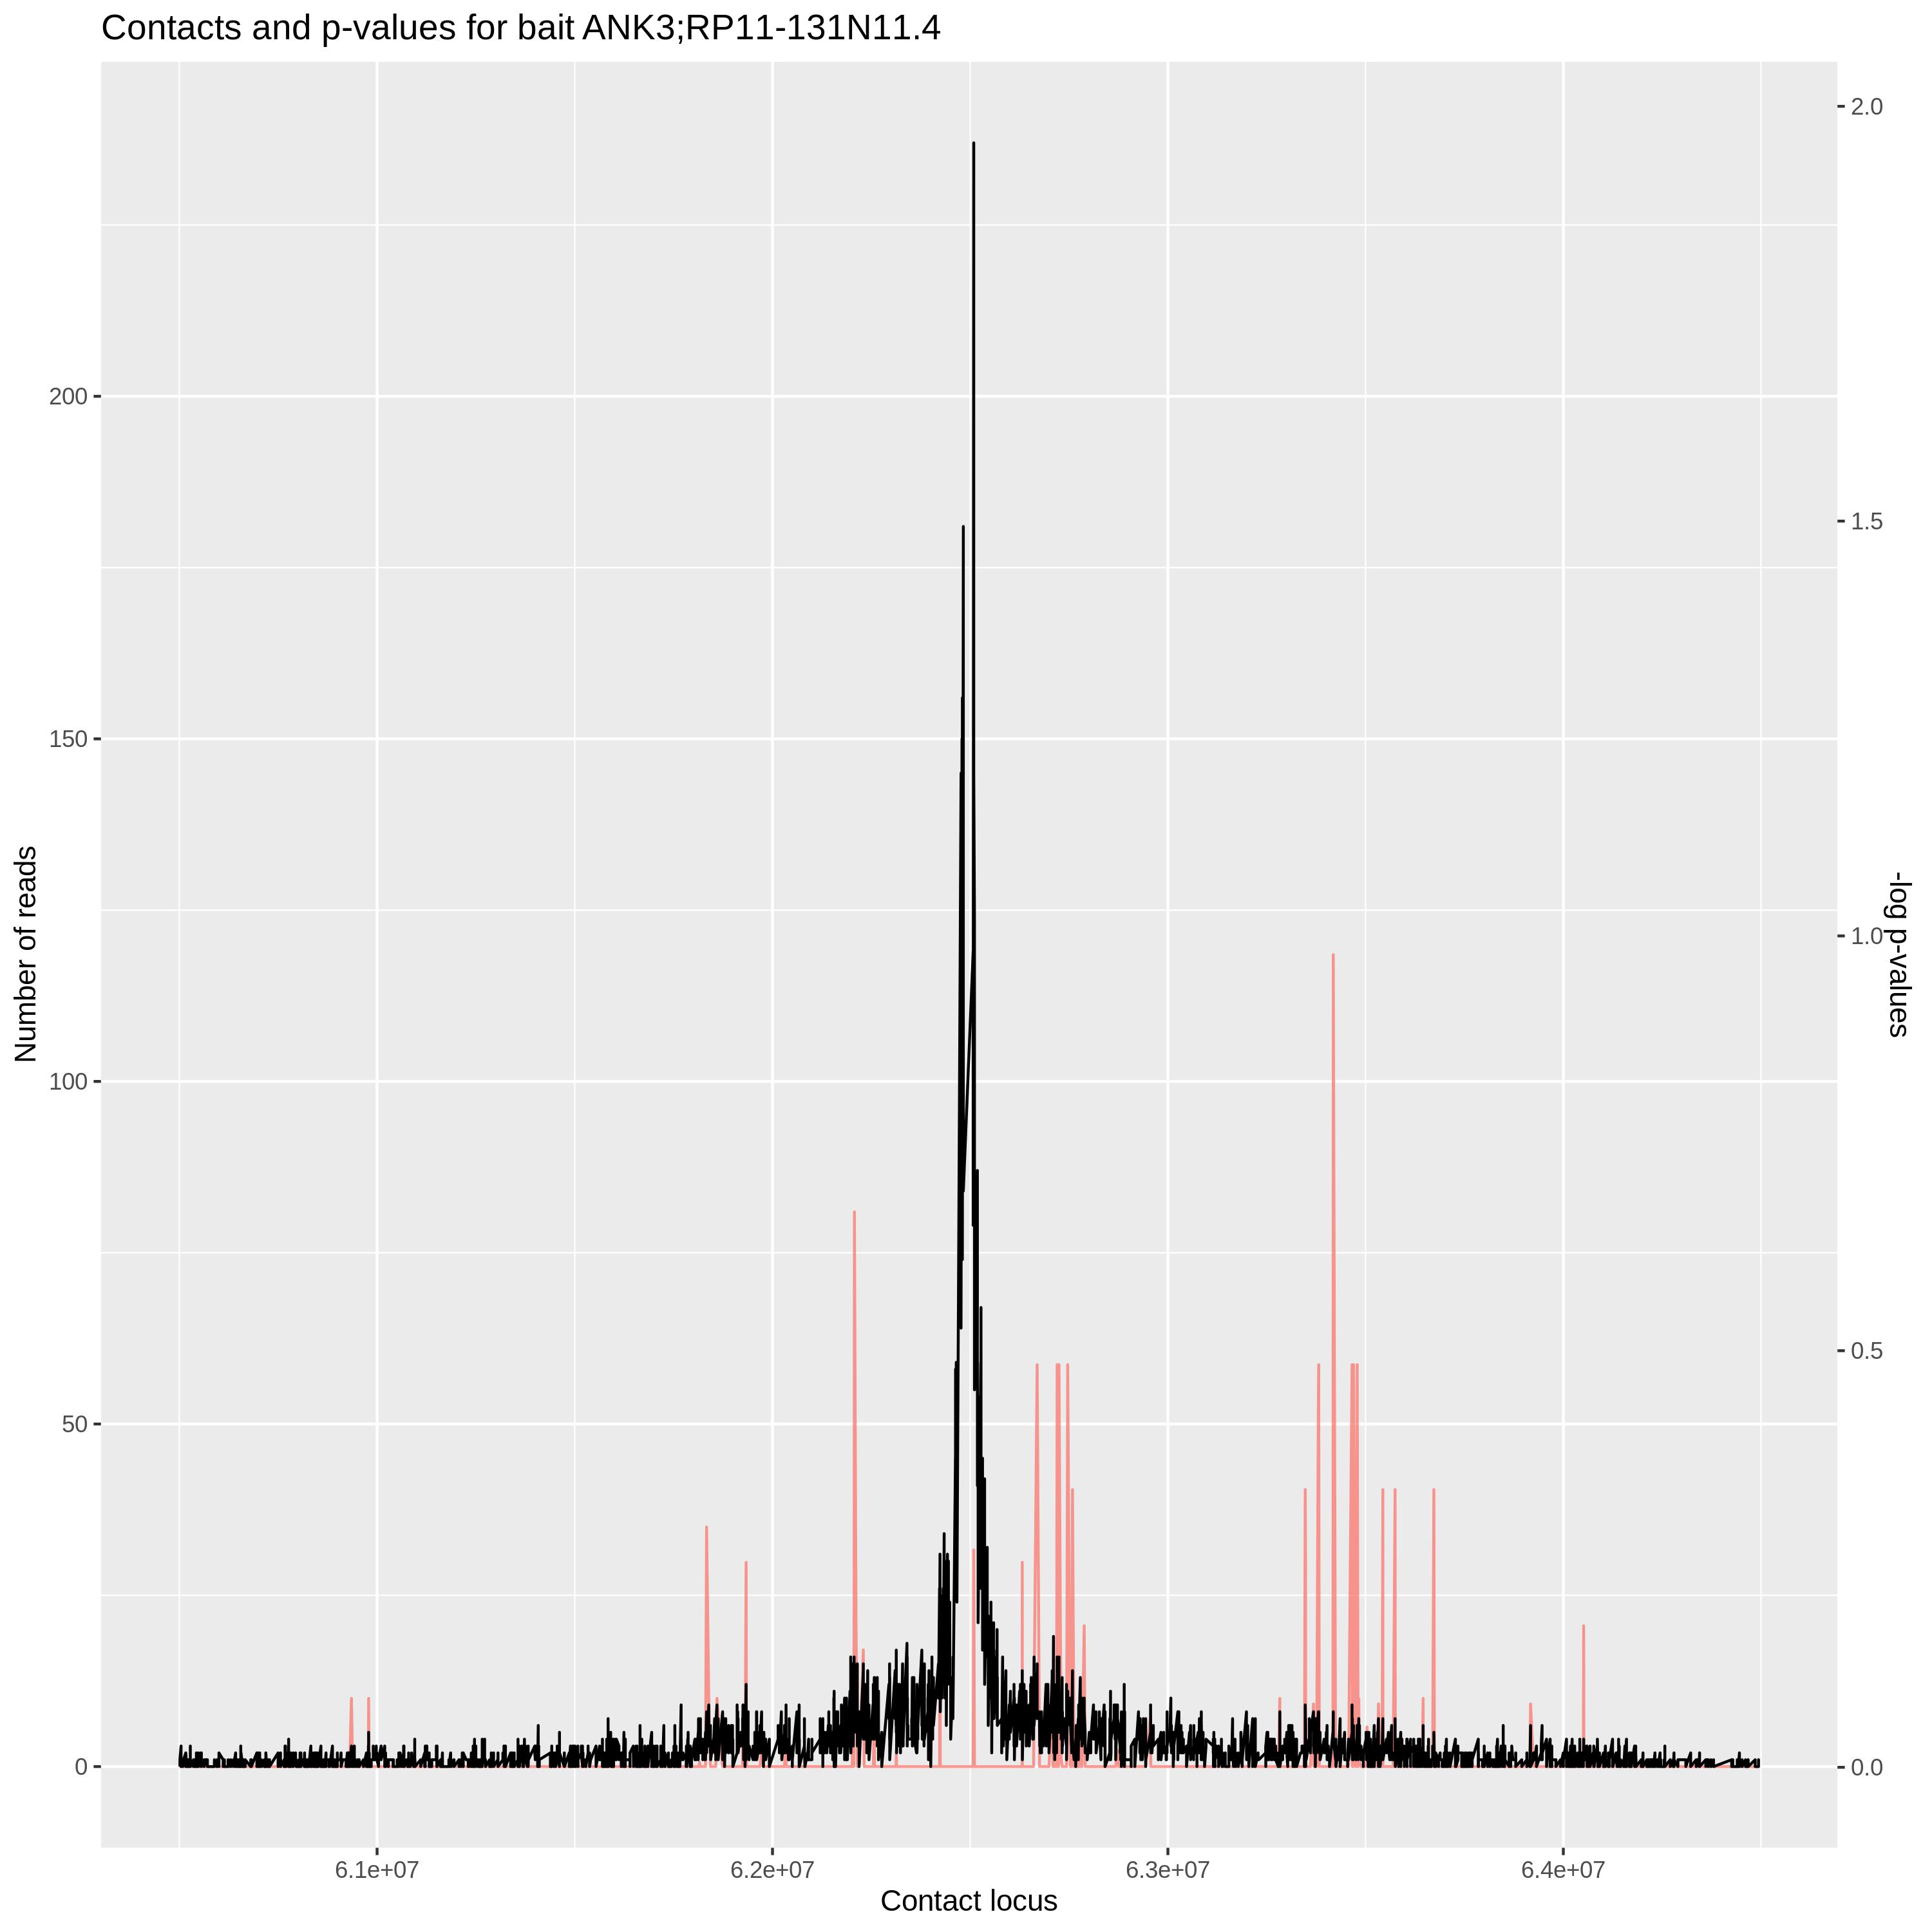 Contacts and p-values for bait ANK3;RP11-131N11.4
Number of reads
200
150
100
50
0
2.0
1.5
1.0
0.5
0.0
-log p-values
6.1e+07
6.2e+07
6.3e+07
6.4e+07
Contact locus